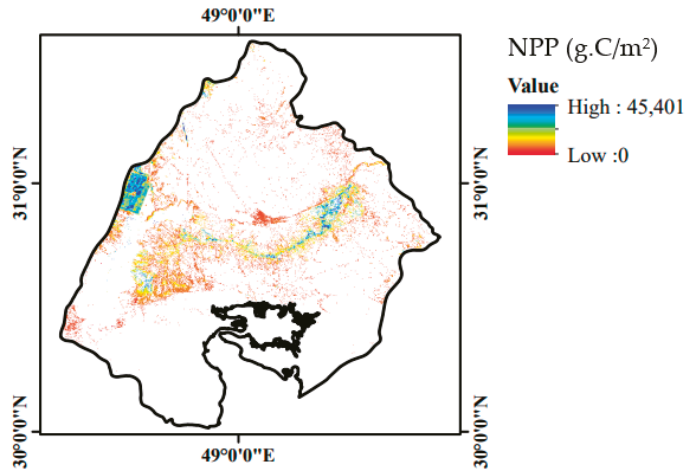 49°0'0"E
NPP (g.C/m²)
Value
High : 45,401
Low :0
31°0'0"N
31°0'0"N
30°0'0"N
30°0'0"N
49°0'0"E